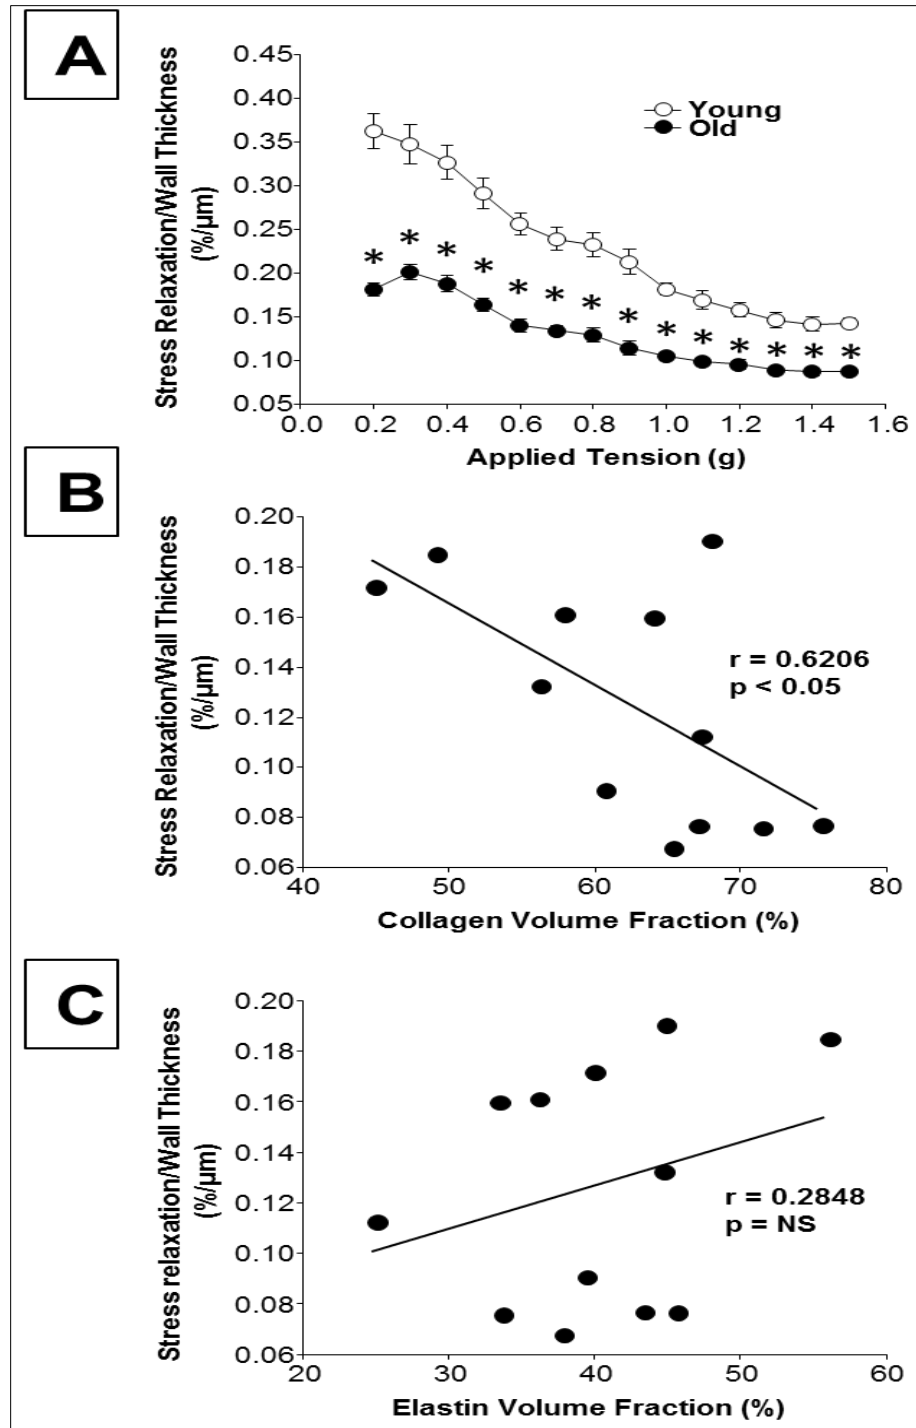 A
Stress Relaxation/Wall Thickness
(%/µm)
0.45
0.40
0.35
0.30
0.25
0.20
0.15
0.10
0.05
Young
Old
* * * * * * * * * * * * * *
0.0 0.2 0.4 0.6 0.8 1.0 1.2 1.4 1.6
Applied Tension (g)
B
Stress Relaxation/Wall Thickness
(%/µm)
0.20
0.18
0.16
0.14
0.12
0.10
0.08
0.06
r = 0.6206
p < 0.05
40 50 60 70 80
Collagen Volume Fraction (%)
C
Stress relaxation/Wall Thickness
(%/µm)
0.20
0.18
0.16
0.14
0.12
0.10
0.08
0.06
r = 0.2848
p = NS
20 30 40 50 60
Elastin Volume Fraction (%)